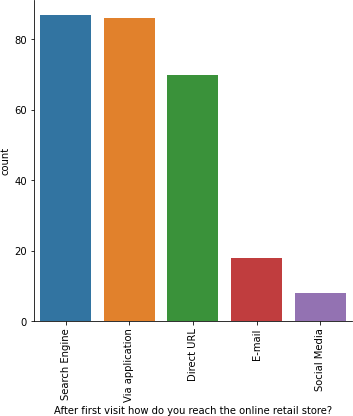 80
60
40
20
0
count
Search Engine
Via application
Direct URL
E-mail
Social Media
After first visit how do you reach the online retail store?